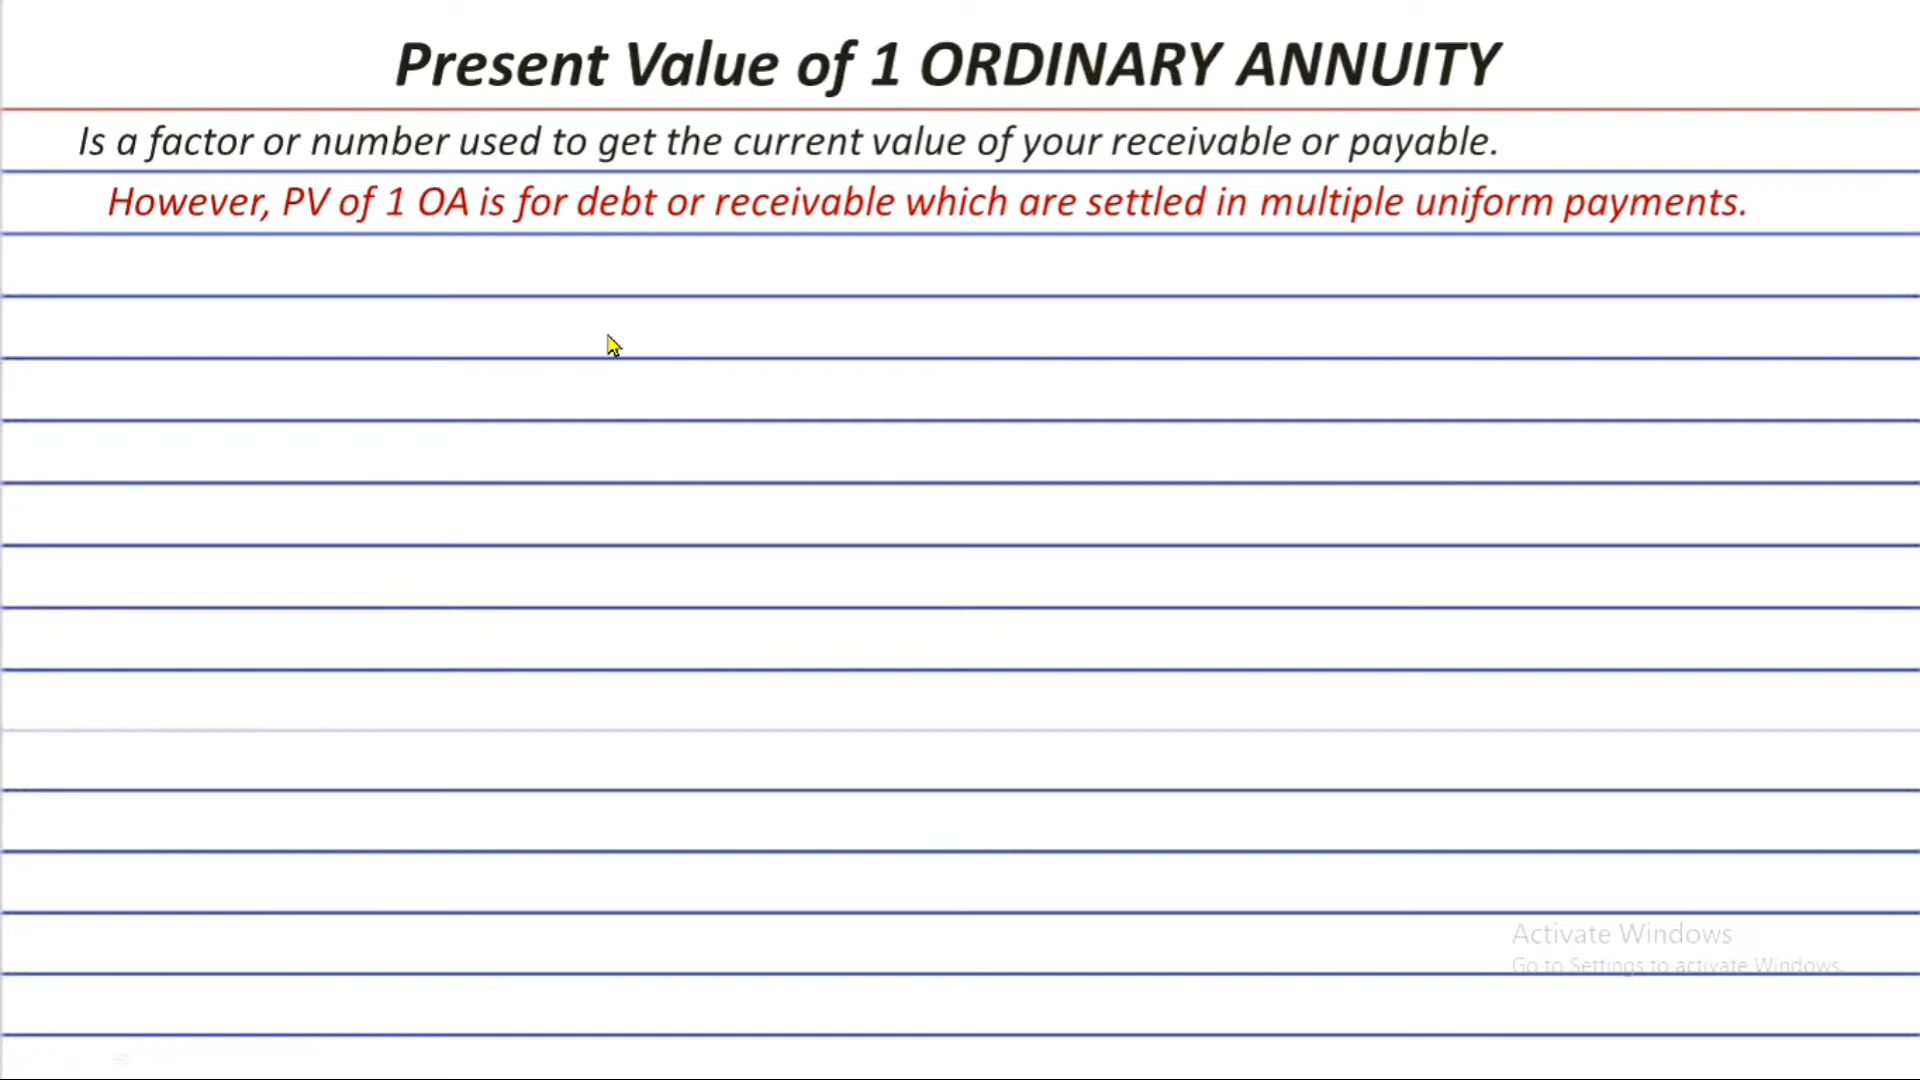 Present Value of 1 ORDINARY ANNUITY
Is a factor or number used to get the current value of your receivable or payable.
However, PV of 1 OA is for debt or receivable which are settled in multiple uniform payments.
Activate Windows
Go to Settings to activate Windows.